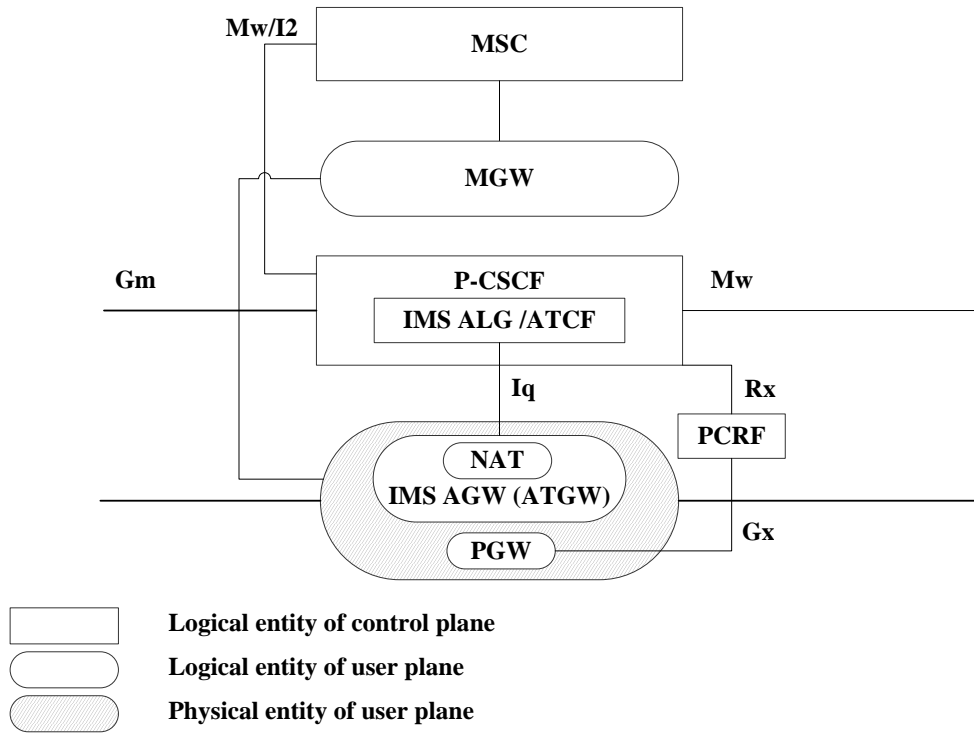 Mw/I2
MSC
MGW
Gm
P-CSCF
Mw
IMS ALG /ATCF
Iq
Rx
PCRF
NAT
IMS AGW (ATGW)
Gx
PGW
Logical entity of control plane
Logical entity of user plane
Physical entity of user plane